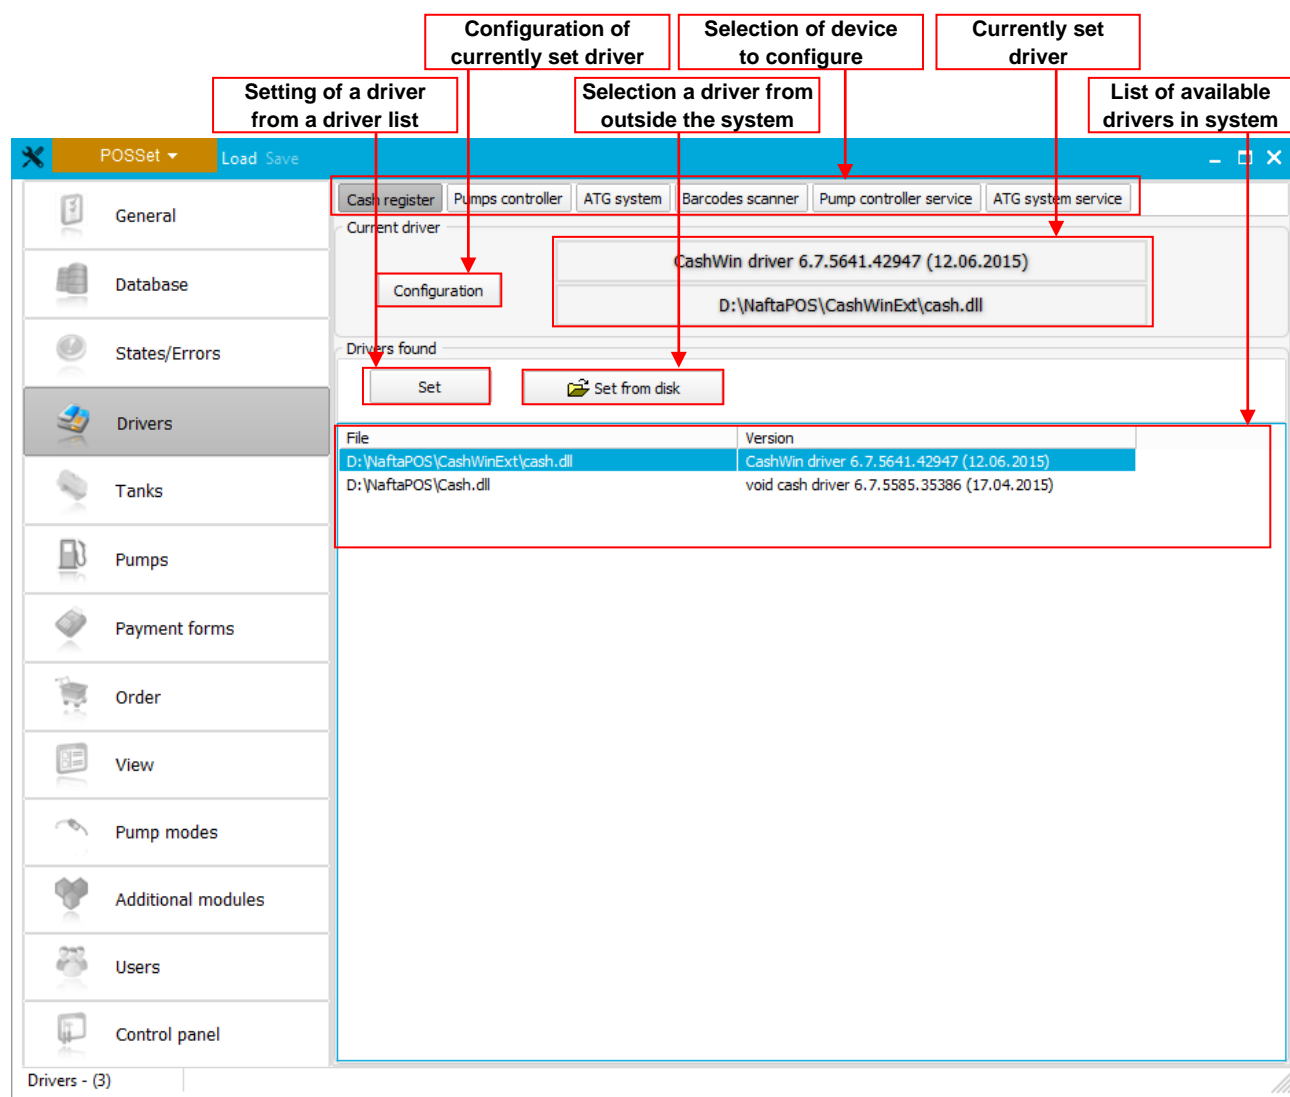 Configuration of
currently set driver
Selection of device
to configure
Currently set
driver
Setting of a driver
from a driver list
Selection a driver from
outside the system
List of available
drivers in system
POSSet
Load Save
General
Database
States/Errors
Drivers
Tanks
Pumps
Payment forms
Order
View
Pump modes
Additional modules
Users
Control panel
Cash register Pumps controller ATG system Barcodes scanner Pump controller service ATG system service
Current driver
Configuration
CashWin driver 6.7.5641.42947 (12.06.2015)
D:\NaftaPOS\CashWinExt\cash.dll
Drivers found
Set
Set from disk
File Version
D:\NaftaPOS\CashWinExt\cash.dll CashWin driver 6.7.5641.42947 (12.06.2015)
D:\NaftaPOS\Cash.dll void cash driver 6.7.5585.35386 (17.04.2015)
Drivers - (3)